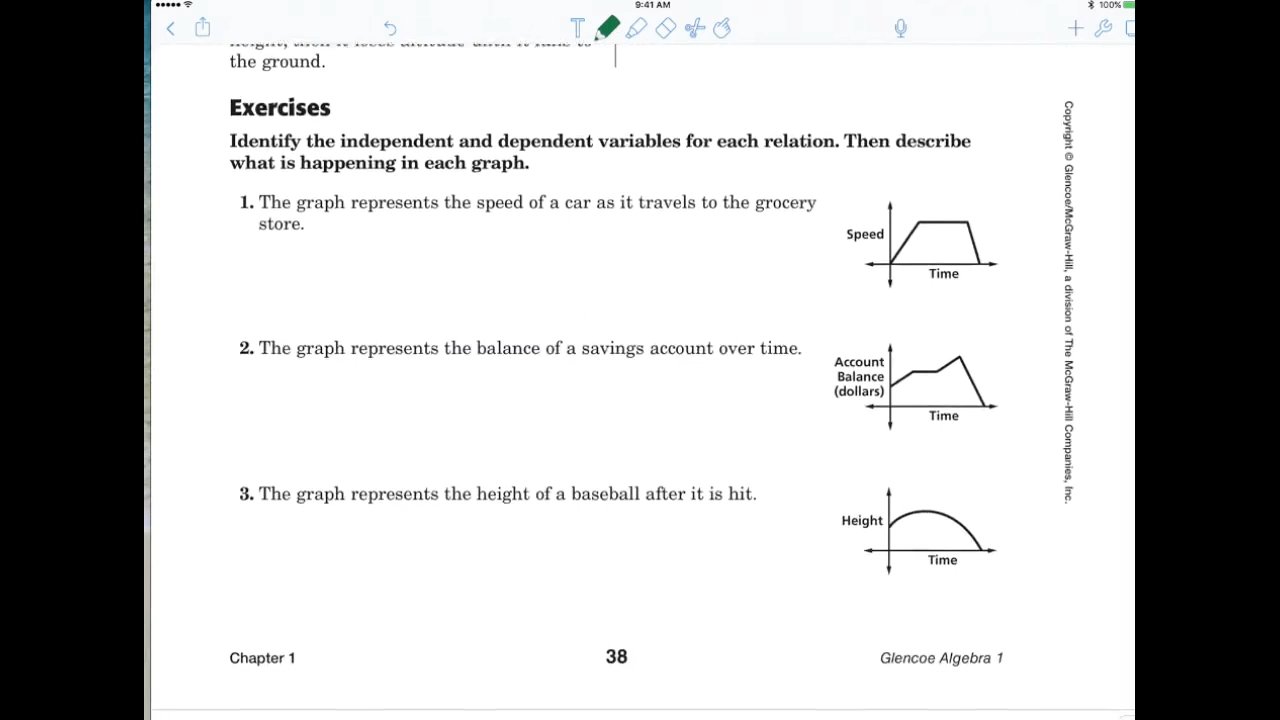 9:41 AM
100%
T
the ground.
Exercises
Identify the independent and dependent variables for each relation. Then describe
what is happening in each graph.
1. The graph represents the speed of a car as it travels to the grocery
store.
Speed
Time
2. The graph represents the balance of a savings account over time.
Account
Balance
(dollars)
Time
3. The graph represents the height of a baseball after it is hit.
Height
Time
Copyright © Glencoe/McGraw-Hill, a division of The McGraw-Hill Companies, Inc.
Chapter 1
38
Glencoe Algebra 1